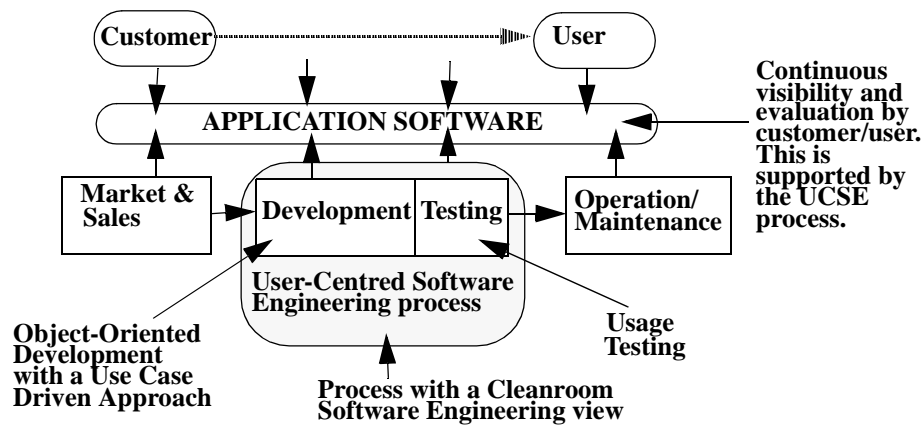 Customer
User
APPLICATION SOFTWARE
Continuous
visibility and
evaluation by
customer/user.
This is
supported by
the UCSE
process.
Market &
Sales
Development
Testing
Operation/
Maintenance
User-Centred Software
Engineering process
Object-Oriented
Development
with a Use Case
Driven Approach
Usage
Testing
Process with a Cleanroom
Software Engineering view